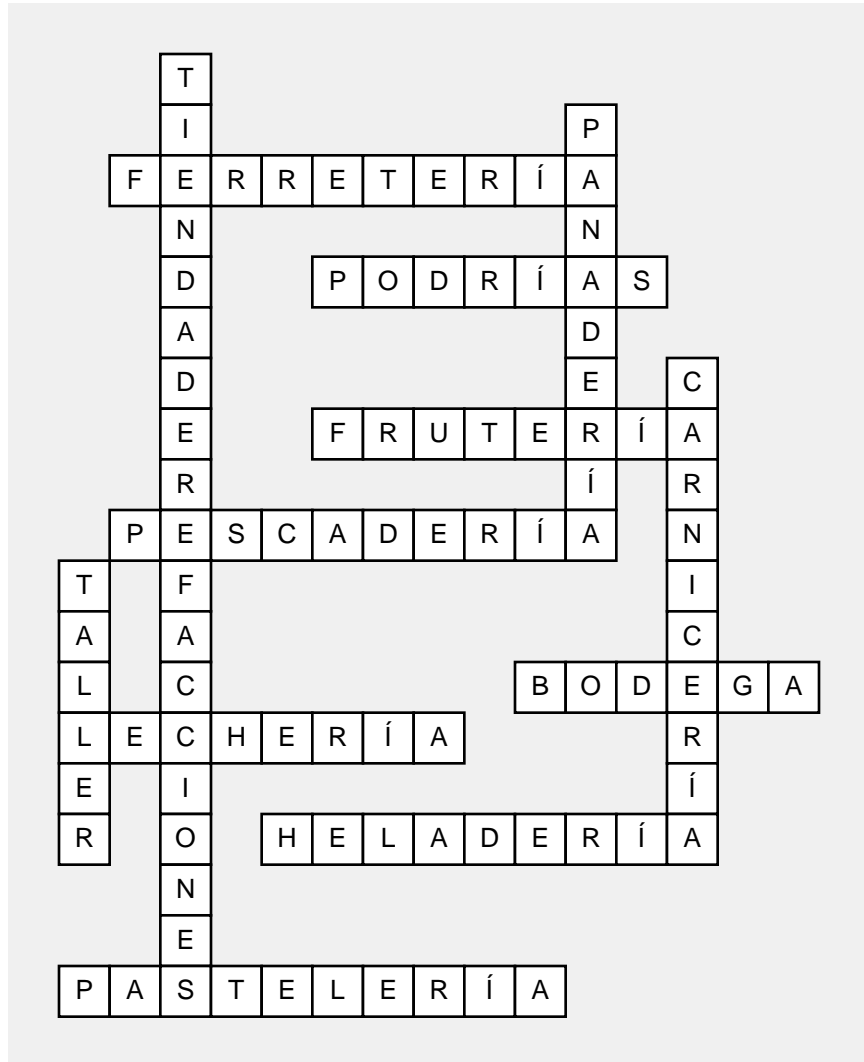 TIENDADEREFACCIONES
PANADERÍA
FERRETERÍA
PODRÍAS
CARNICERÍA
FRUTERÍA
PESCADERÍA
TALLER
BODEGA
LECHERÍA
HELADERÍA
PASTELERÍA